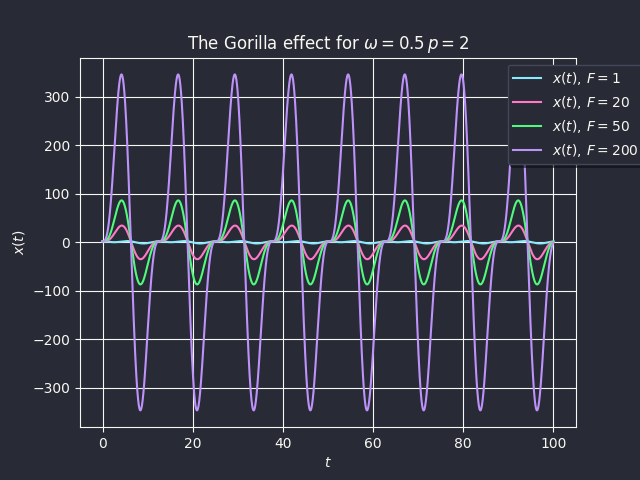 The Gorilla effect for ω = 0.5 p = 2
x(t), F = 1
x(t), F = 20
x(t), F = 50
x(t), F = 200
300
200
100
0
−100
−200
−300
x(t)
0 20 40 60 80 100
t